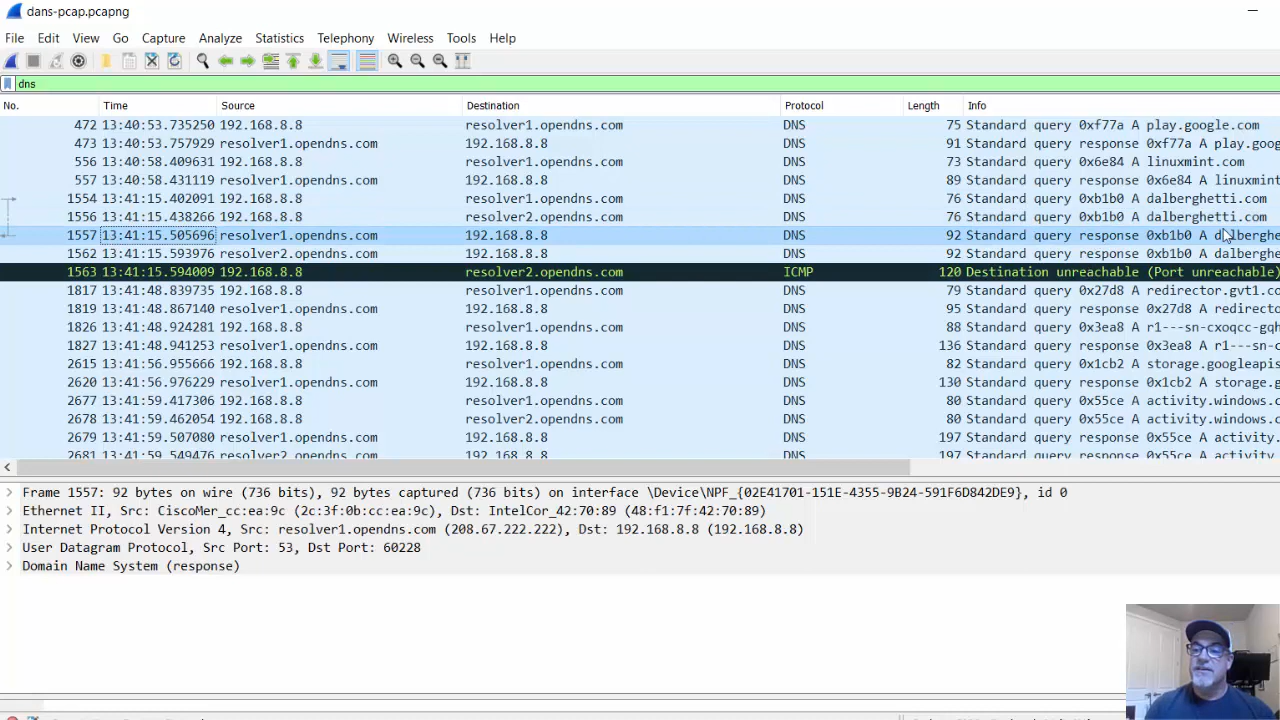 dans-pcap.pcapng
File Edit View Go Capture Analyze Statistics Telephony Wireless Tools Help
dns
No. Time Source Destination Protocol Length Info
472 13:40:53.735250 192.168.8.8 resolver1.opendns.com DNS 75 Standard query 0xf77a A play.google.com
473 13:40:53.757929 resolver1.opendns.com 192.168.8.8 DNS 91 Standard query response 0xf77a A play.goog
556 13:40:58.409631 192.168.8.8 resolver1.opendns.com DNS 73 Standard query 0x6e84 A linuxmint.com
557 13:40:58.431119 resolver1.opendns.com 192.168.8.8 DNS 89 Standard query response 0x6e84 A linuxmint
1554 13:41:15.402091 192.168.8.8 resolver1.opendns.com DNS 76 Standard query 0xb1b0 A dalberghetti.com
1556 13:41:15.438266 192.168.8.8 resolver2.opendns.com DNS 76 Standard query 0xb1b0 A dalberghetti.com
1557 13:41:15.505696 resolver1.opendns.com 192.168.8.8 DNS 92 Standard query response 0xb1b0 A dalberghe
1562 13:41:15.593976 resolver2.opendns.com 192.168.8.8 DNS 92 Standard query response 0xb1b0 A dalberghe
1563 13:41:15.594009 192.168.8.8 resolver2.opendns.com ICMP 120 Destination unreachable (Port unreachable)
1817 13:41:48.839735 192.168.8.8 resolver1.opendns.com DNS 79 Standard query 0x27d8 A redirector.gvt1.co
1819 13:41:48.867140 resolver1.opendns.com 192.168.8.8 DNS 95 Standard query response 0x27d8 A redirecto
1826 13:41:48.924281 192.168.8.8 resolver1.opendns.com DNS 88 Standard query 0x3ea8 A r1---sn-cxoqcc-gqh
1827 13:41:48.941253 resolver1.opendns.com 192.168.8.8 DNS 136 Standard query response 0x3ea8 A r1---sn-c
2615 13:41:56.955666 192.168.8.8 resolver1.opendns.com DNS 82 Standard query 0x1cb2 A storage.googleapis
2620 13:41:56.976229 resolver1.opendns.com 192.168.8.8 DNS 130 Standard query response 0x1cb2 A storage.g
2677 13:41:59.417306 192.168.8.8 resolver1.opendns.com DNS 80 Standard query 0x55ce A activity.windows.c
2678 13:41:59.462054 192.168.8.8 resolver2.opendns.com DNS 80 Standard query 0x55ce A activity.windows.c
2679 13:41:59.507080 resolver1.opendns.com 192.168.8.8 DNS 197 Standard query response 0x55ce A activity.
2681 13:41:59.549476 resolver2.opendns.com 192.168.8.8 DNS 197 Standard query response 0x55ce A activity.
Frame 1557: 92 bytes on wire (736 bits), 92 bytes captured (736 bits) on interface \Device\NPF_{02E41701-151E-4355-9B24-591F6D842DE9}, id 0
Ethernet II, Src: CiscoMer_cc:ea:9c (2c:3f:0b:cc:ea:9c), Dst: IntelCor_42:70:89 (48:f1:7f:42:70:89)
Internet Protocol Version 4, Src: resolver1.opendns.com (208.67.222.222), Dst: 192.168.8.8 (192.168.8.8)
User Datagram Protocol, Src Port: 53, Dst Port: 60228
Domain Name System (response)